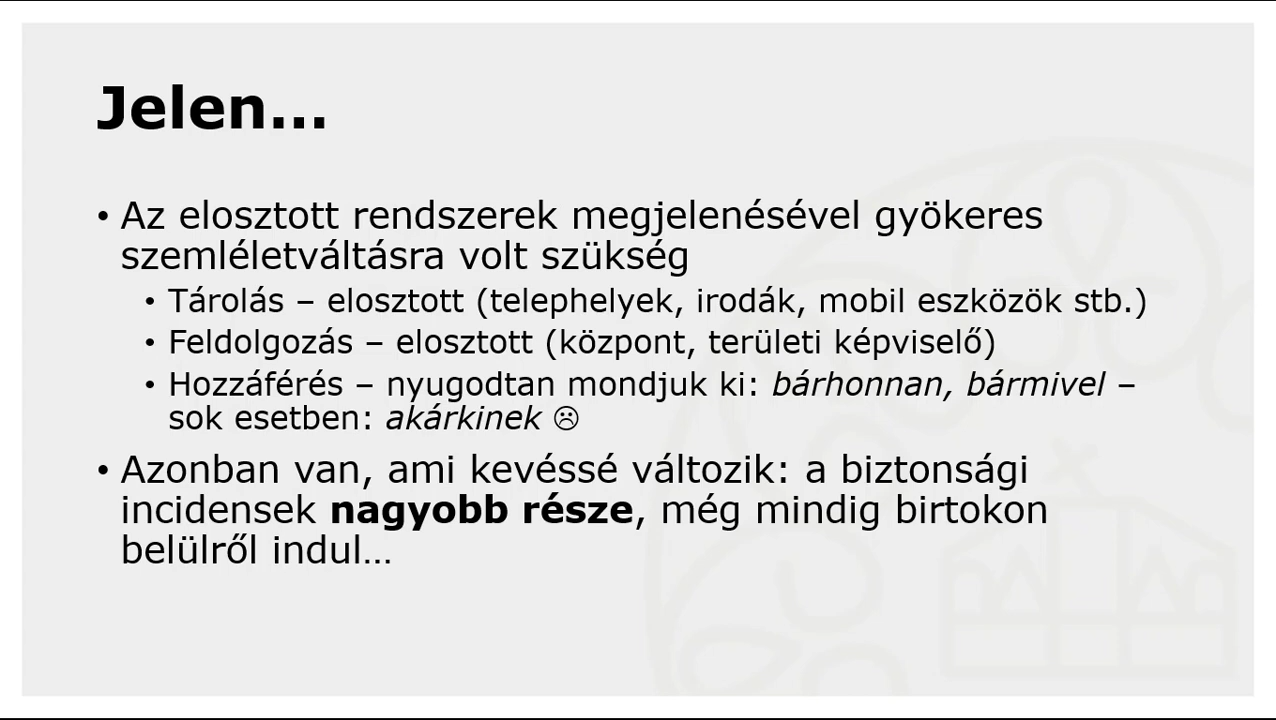 Jelen…
• Az elosztott rendszerek megjelenésével gyökeres
szemléletváltásra volt szükség
• Tárolás – elosztott (telephelyek, irodák, mobil eszközök stb.)
• Feldolgozás – elosztott (központ, területi képviselő)
• Hozzáférés – nyugodtan mondjuk ki: bárhonnan, bármivel –
sok esetben: akárkinek ☹
• Azonban van, ami kevéssé változik: a biztonsági
incidensek nagyobb része, még mindig birtokon
belülről indul…